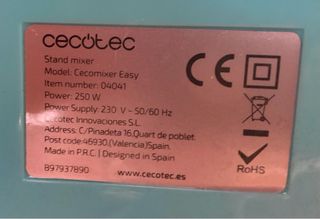 cecotec
Stand mixer
Model: Cecomixer Easy
Item number: 04041
Power: 250 W
Power Supply: 230 V - 50/60 Hz
Cecotec Innovaciones S.L.
Address: C/Pinadeta 16,Quart de poblet.
Post code:46930,(Valencia)Spain.
Made in P.R.C. | Designed in Spain
897937890
www.cecotec.es
CE
RoHS